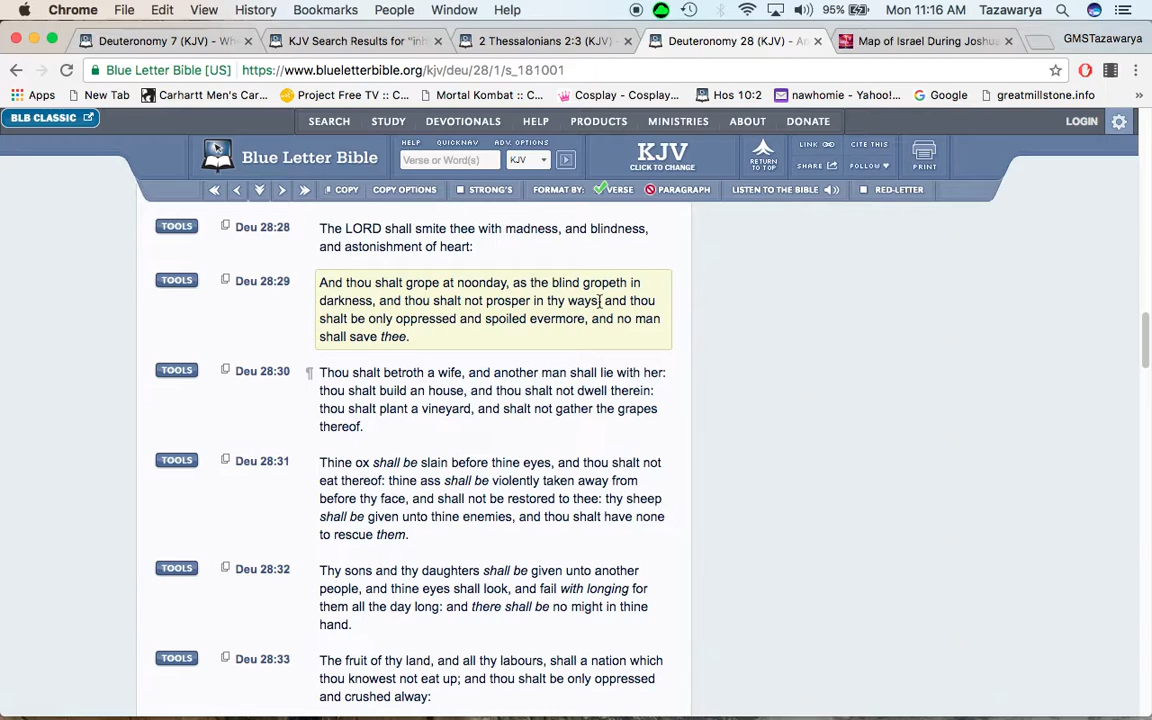 Chrome File Edit View History Bookmarks People Window Help 95% Mon 11:16 AM Tazawarya
Deuteronomy 7 (KJV) - Wh KJV Search Results for "inh 2 Thessalonians 2:3 (KJV) - Deuteronomy 28 (KJV) - An Map of Israel During Joshua GMSTazawarya
Blue Letter Bible [US] https://www.blueletterbible.org/kjv/deu/28/1/s_181001
Apps New Tab Carhartt Men's Car... Project Free TV :: C... Mortal Kombat :: C... Cosplay - Cosplay... Hos 10:2 nawhomie - Yahoo!... Google greatmillstone.info »
BLB CLASSIC SEARCH STUDY DEVOTIONALS HELP PRODUCTS MINISTRIES ABOUT DONATE LOGIN
Blue Letter Bible HELP QUICKNAV ADV. OPTIONS
Verse or Word(s) KJV
KJV
CLICK TO CHANGE
RETURN
TO TOP
LINK CITE THIS
SHARE FOLLOW
PRINT
COPY COPY OPTIONS STRONG'S FORMAT BY: VERSE PARAGRAPH LISTEN TO THE BIBLE RED-LETTER
TOOLS Deu 28:28 The LORD shall smite thee with madness, and blindness,
and astonishment of heart:
TOOLS Deu 28:29 And thou shalt grope at noonday, as the blind gropeth in
darkness, and thou shalt not prosper in thy ways: and thou
shalt be only oppressed and spoiled evermore, and no man
shall save thee.
TOOLS Deu 28:30 ¶ Thou shalt betroth a wife, and another man shall lie with her:
thou shalt build an house, and thou shalt not dwell therein:
thou shalt plant a vineyard, and shalt not gather the grapes
thereof.
TOOLS Deu 28:31 Thine ox shall be slain before thine eyes, and thou shalt not
eat thereof: thine ass shall be violently taken away from
before thy face, and shall not be restored to thee: thy sheep
shall be given unto thine enemies, and thou shalt have none
to rescue them.
TOOLS Deu 28:32 Thy sons and thy daughters shall be given unto another
people, and thine eyes shall look, and fail with longing for
them all the day long: and there shall be no might in thine
hand.
TOOLS Deu 28:33 The fruit of thy land, and all thy labours, shall a nation which
thou knowest not eat up; and thou shalt be only oppressed
and crushed alway: